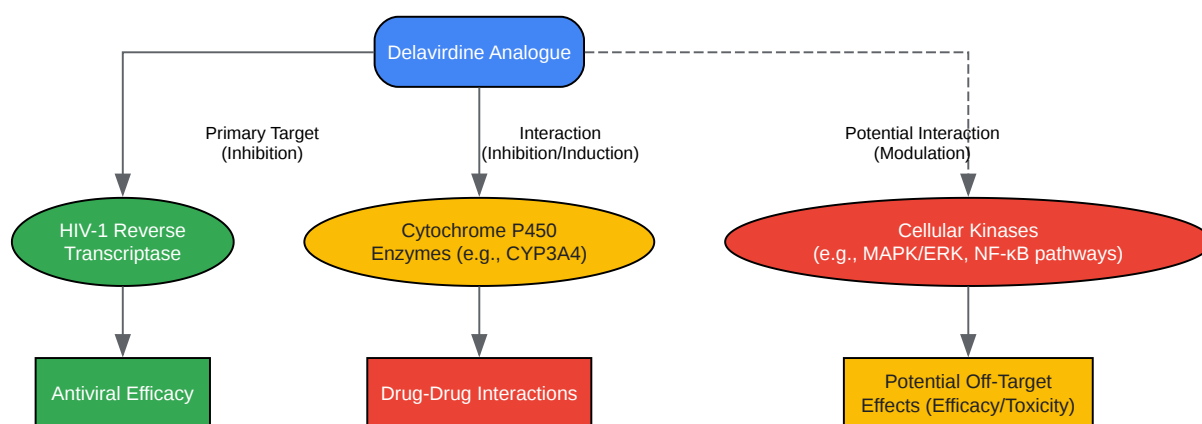 Delavirdine Analogue
Primary Target
(Inhibition)
Interaction
(Inhibition/Induction)
Potential Interaction
(Modulation)
HIV-1 Reverse
Transcriptase
Cytochrome P450
Enzymes (e.g., CYP3A4)
Cellular Kinases
(e.g., MAPK/ERK, NF-κB pathways)
Antiviral Efficacy
Drug-Drug Interactions
Potential Off-Target
Effects (Efficacy/Toxicity)